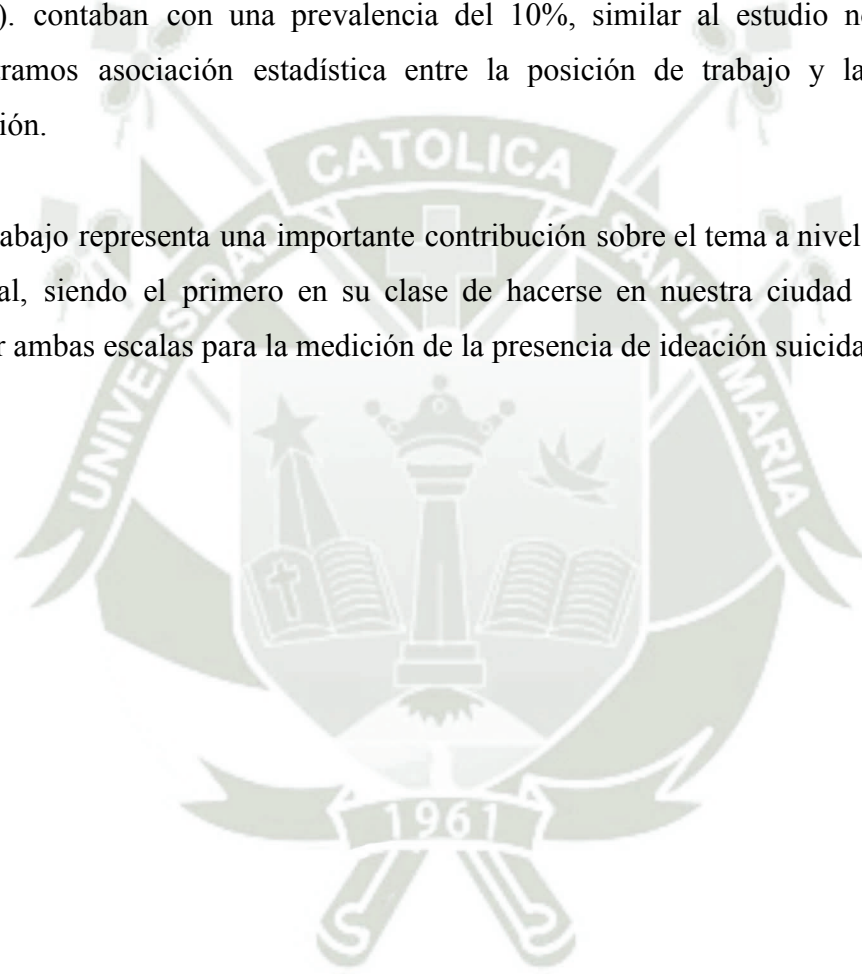 ). contaban con una prevalencia del 10%, similar al estudio n
tramos asociación estadística entre la posición de trabajo y la
ión.
abajo representa una importante contribución sobre el tema a nivel
al, siendo el primero en su clase de hacerse en nuestra ciudad
r ambas escalas para la medición de la presencia de ideación suicida
UNIVERSIDAD CATOLICA SANTA MARIA
1961